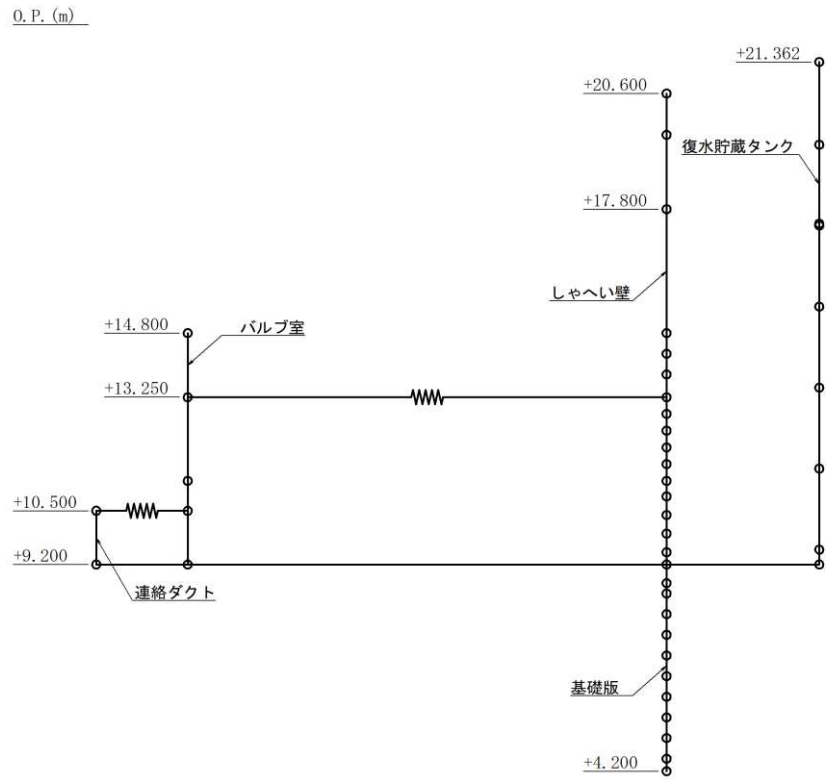 O.P.(m)
+21.362
+20.600
復水貯蔵タンク
+17.800
しゃへい壁
+14.800
バルブ室
+13.250
+10.500
+9.200
連絡ダクト
基礎版
+4.200